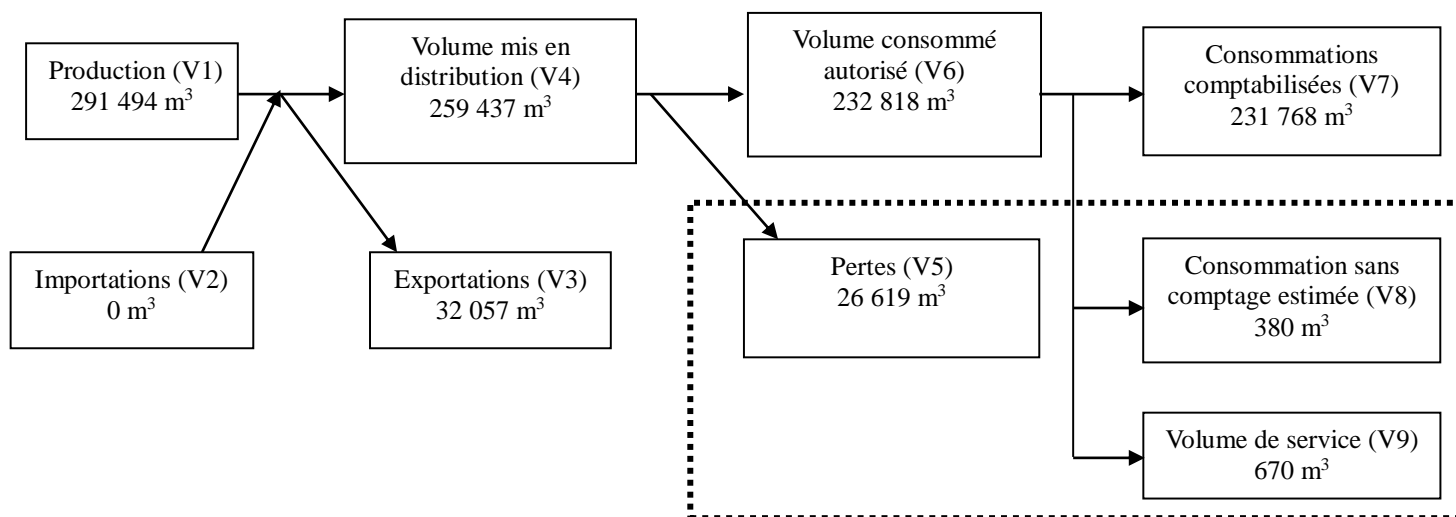 Production (V1)
291 494 m³
Volume mis en
distribution (V4)
259 437 m³
Volume consommé
autorisé (V6)
232 818 m³
Consommations
comptabilisées (V7)
231 768 m³
Importations (V2)
0 m³
Exportations (V3)
32 057 m³
Pertes (V5)
26 619 m³
Consommation sans
comptage estimée (V8)
380 m³
Volume de service (V9)
670 m³